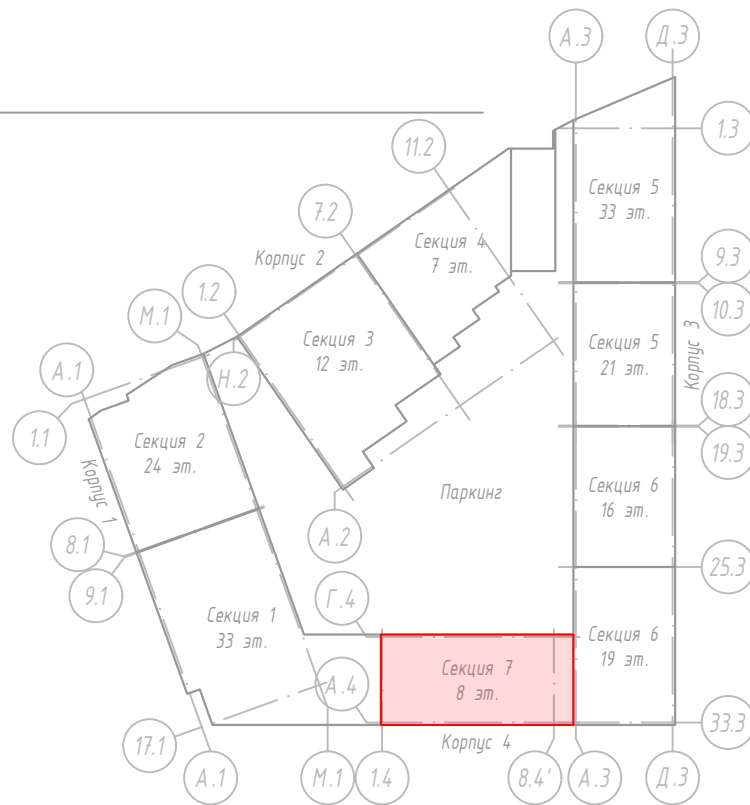 А.3
Д.3
1.3
11.2
Секция 5
33 эт.
7.2
Секция 4
7 эт.
Корпус 2
9.3
1.2
10.3
М.1
Секция 3
12 эт.
Секция 5
21 эт.
Корпус 3
А.1
Н.2
1.1
18.3
Секция 2
24 эт.
19.3
Корпус 1
Паркинг
Секция 6
16 эт.
А.2
8.1
9.1
25.3
Г.4
Секция 1
33 эт.
Секция 6
19 эт.
Секция 7
8 эт.
А.4
33.3
17.1
Корпус 4
А.1
М.1
1.4
8.4'
А.3
Д.3